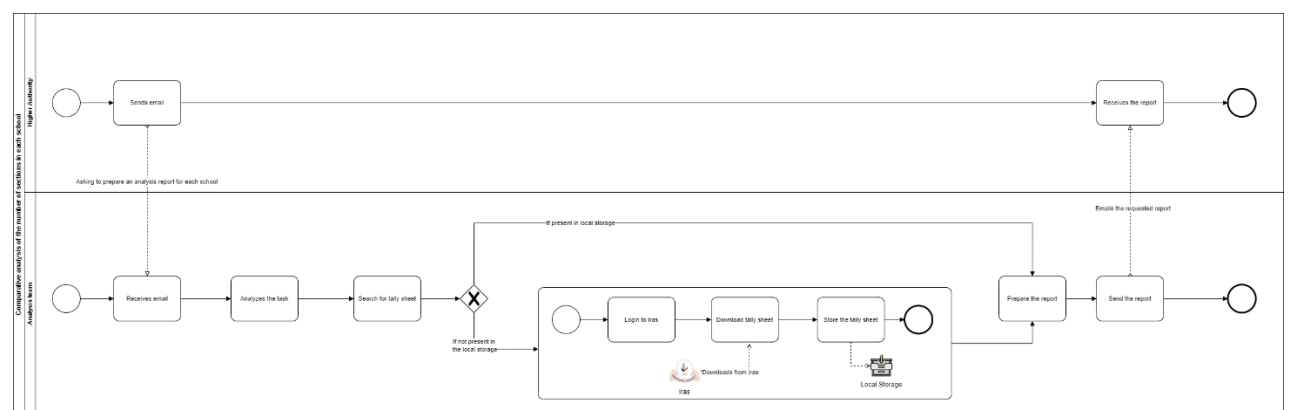 Comparative analysis of the number of sections in each school
Higher Authority
Sends email
Receives the report
Asking to prepare an analysis report for each school
Emails the requested report
Analysis team
If present in local storage
Receives email
Analyzes the task
Search for tally sheet
Prepare the report
Send the report
If not present in
the local storage
Login to Iras
Download tally sheet
Store the tally sheet
Downloads from Iras
Iras
Local Storage